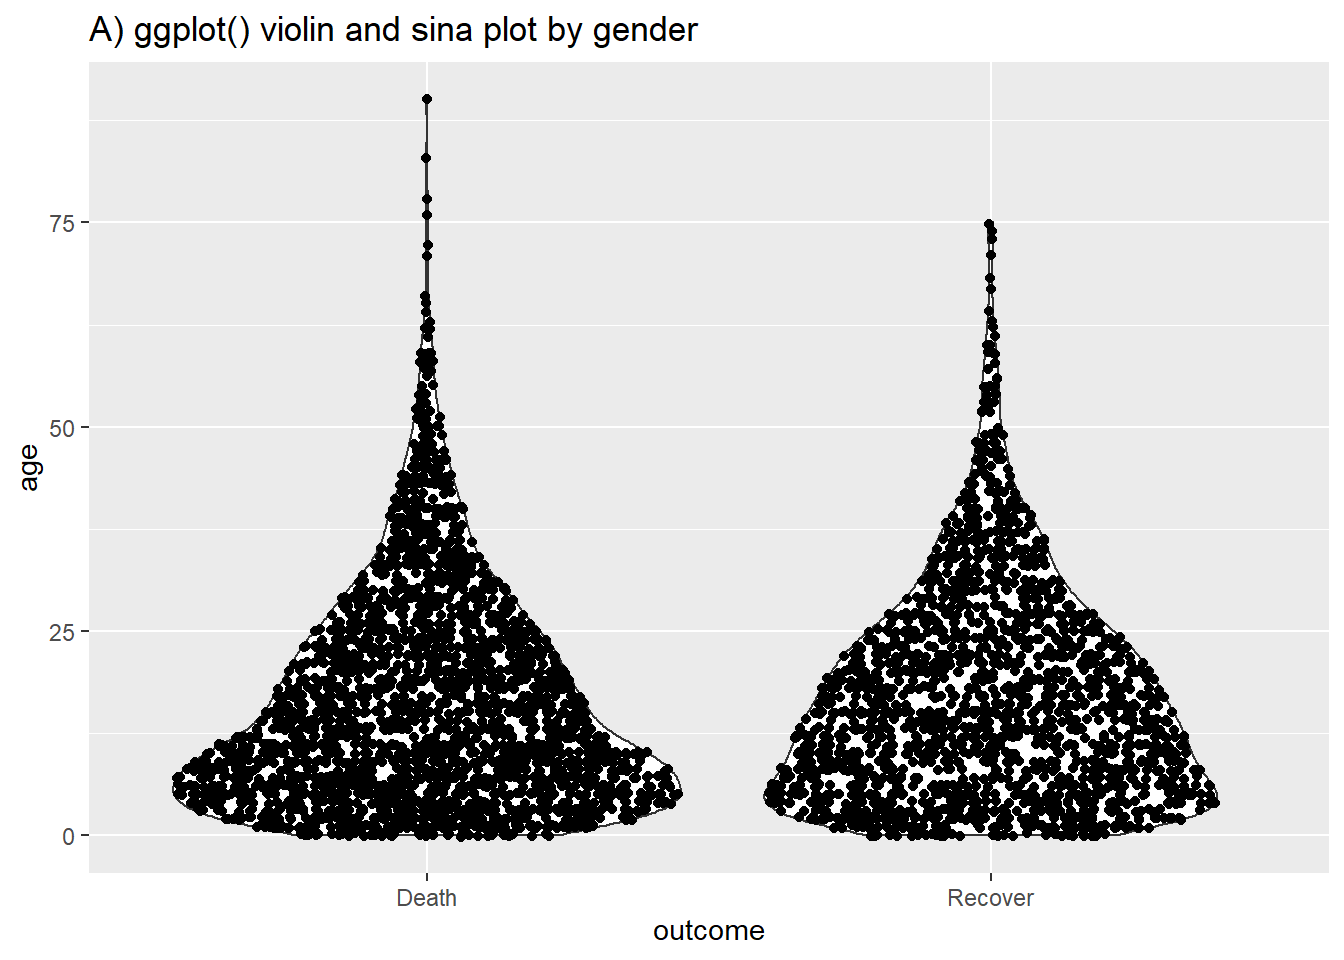 A) ggplot() violin and sina plot by gender
75
50
25
0
age
Death
Recover
outcome